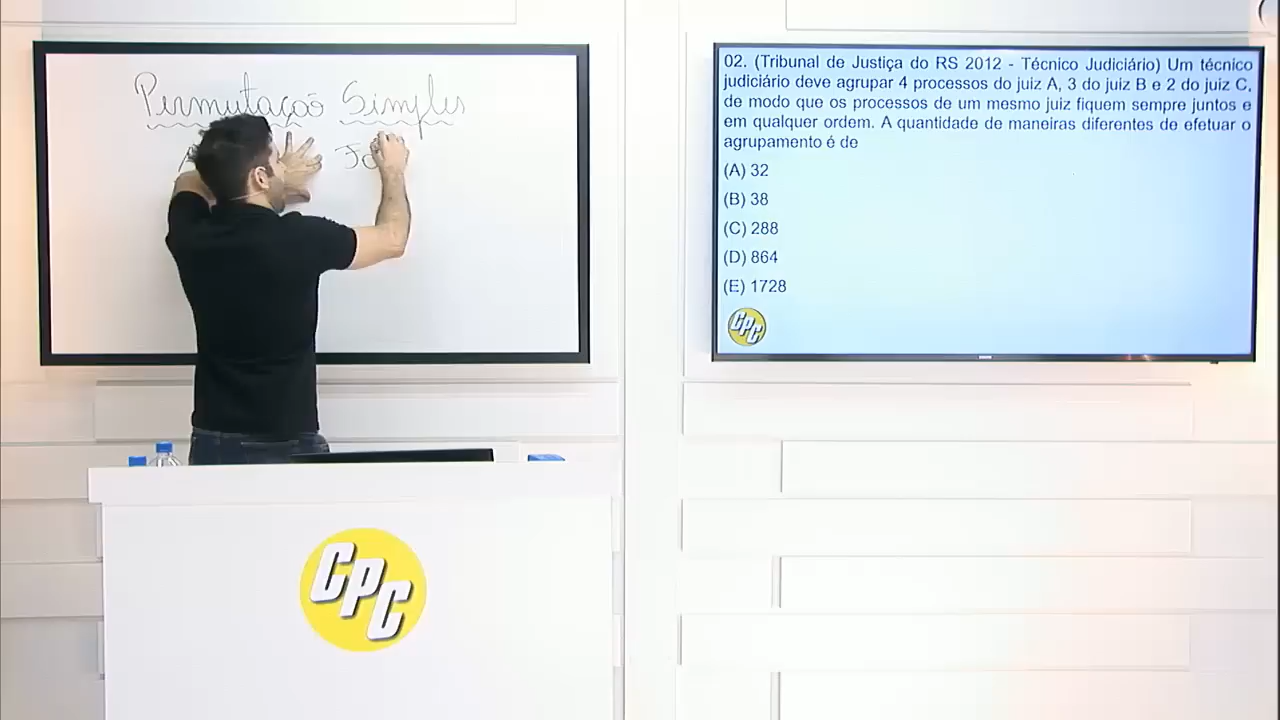 Permutação Simples
02. (Tribunal de Justiça do RS 2012 - Técnico Judiciário) Um técnico
judiciário deve agrupar 4 processos do juiz A, 3 do juiz B e 2 do juiz C,
de modo que os processos de um mesmo juiz fiquem sempre juntos e
em qualquer ordem. A quantidade de maneiras diferentes de efetuar o
agrupamento é de
(A) 32
(B) 38
(C) 288
(D) 864
(E) 1728
CPC
CPC